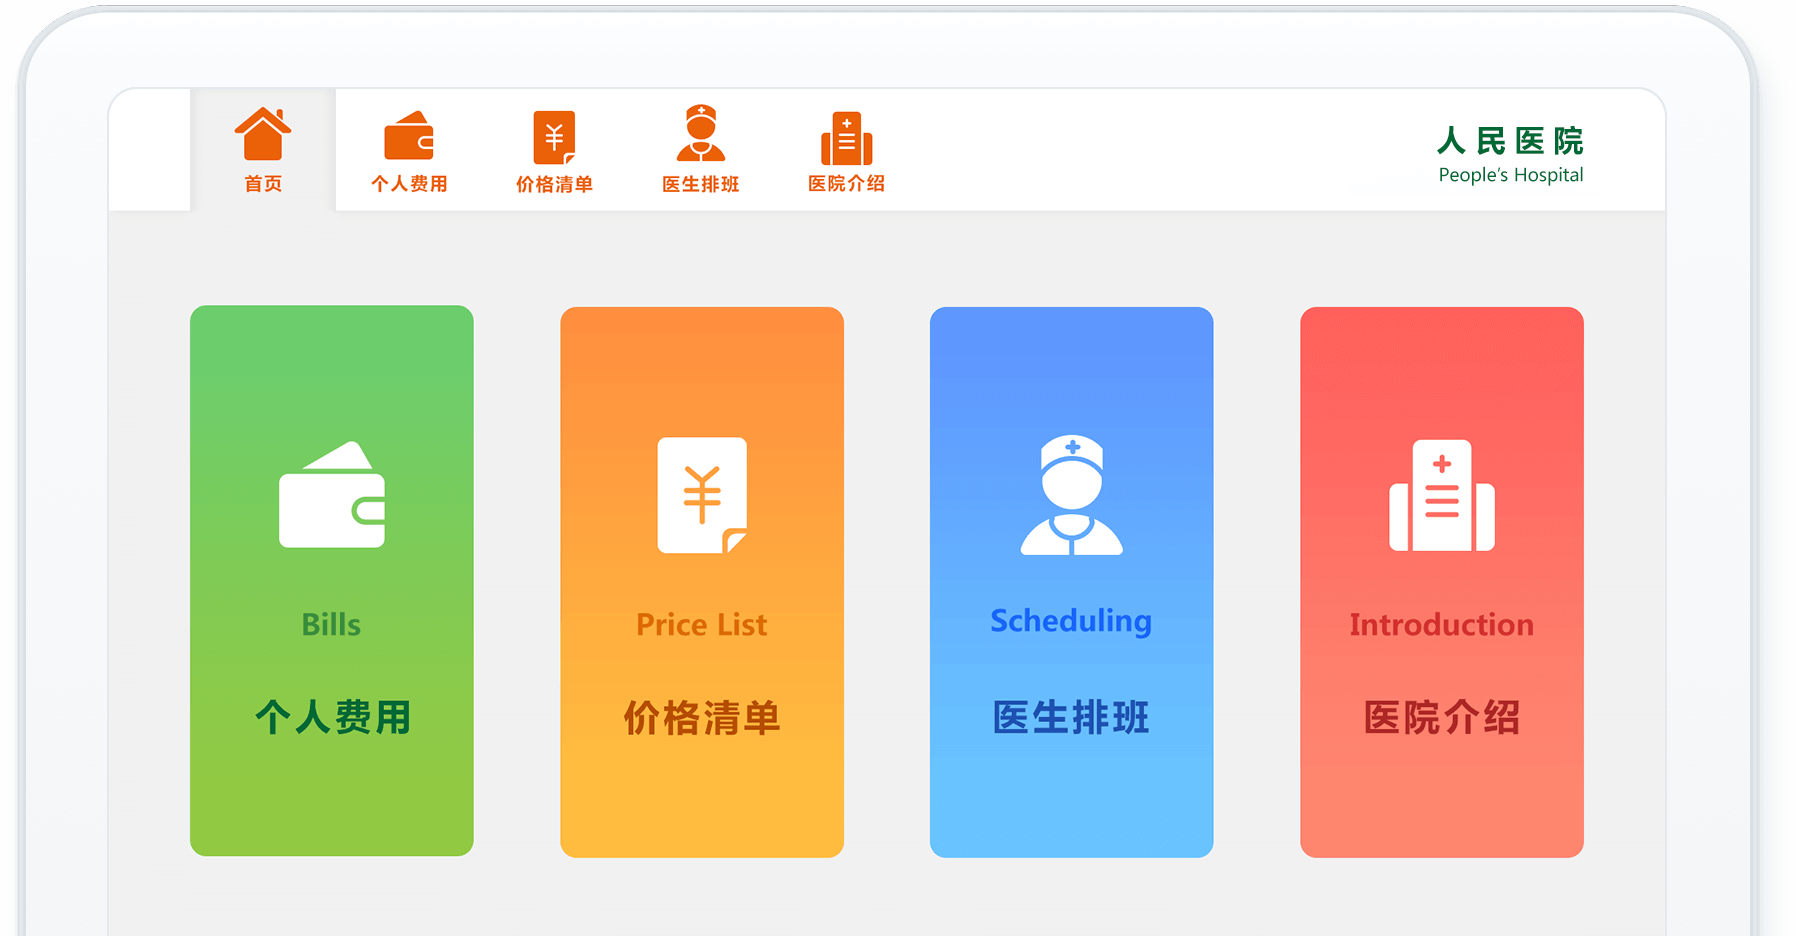 首页
个人费用
价格清单
医生排班
医院介绍
人民医院
People's Hospital
Bills
个人费用
Price List
价格清单
Scheduling
医生排班
Introduction
医院介绍